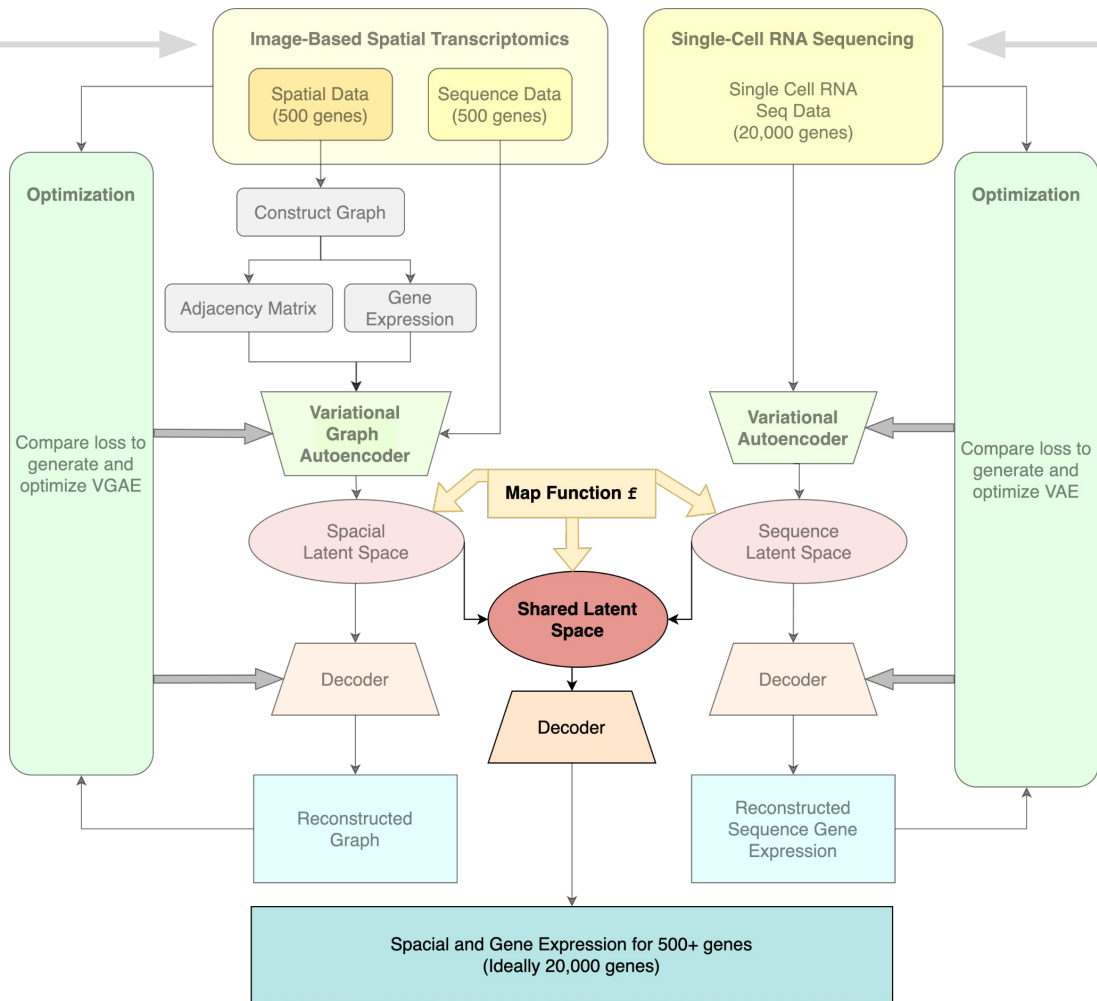 Image-Based Spatial Transcriptomics
Spatial Data
(500 genes)
Sequence Data
(500 genes)
Single-Cell RNA Sequencing
Single Cell RNA
Seq Data
(20,000 genes)
Optimization
Compare loss to
generate and
optimize VGAE
Construct Graph
Adjacency Matrix
Gene
Expression
Variational
Graph
Autoencoder
Map Function f
Variational
Autoencoder
Optimization
Compare loss to
generate and
optimize VAE
Spacial
Latent Space
Sequence
Latent Space
Shared Latent
Space
Decoder
Decoder
Decoder
Reconstructed
Graph
Reconstructed
Sequence Gene
Expression
Spacial and Gene Expression for 500+ genes
(Ideally 20,000 genes)